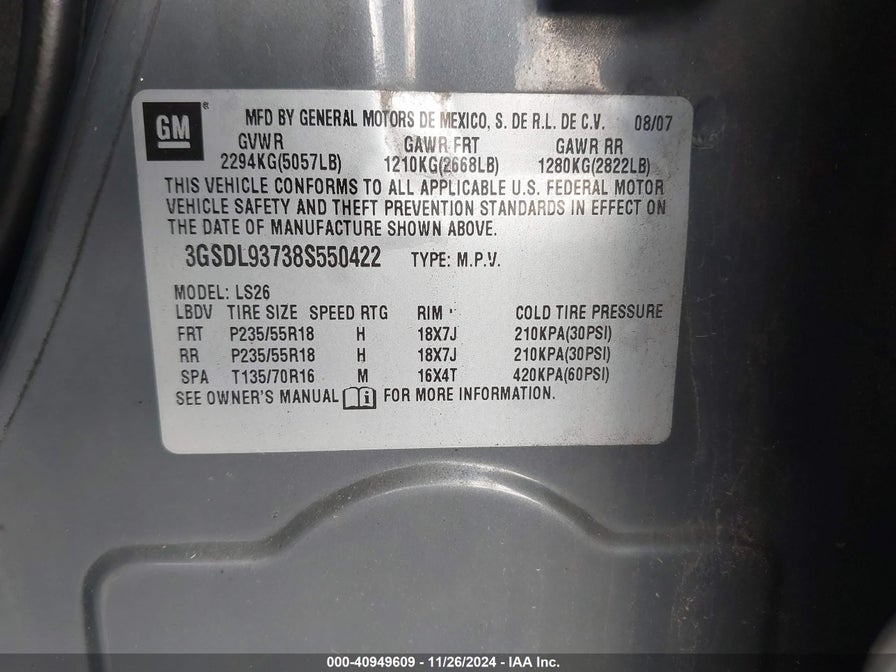 GM ®
MFD BY GENERAL MOTORS DE MEXICO, S. DE R.L. DE C.V. 08/07
GVWR GAWR FRT GAWR RR
2294KG(5057LB) 1210KG(2668LB) 1280KG(2822LB)
THIS VEHICLE CONFORMS TO ALL APPLICABLE U.S. FEDERAL MOTOR
VEHICLE SAFETY AND THEFT PREVENTION STANDARDS IN EFFECT ON
THE DATE OF MANUFACTURE SHOWN ABOVE.
3GSDL93738S550422 TYPE: M.P.V.
MODEL: LS26
LBDV TIRE SIZE SPEED RTG RIM COLD TIRE PRESSURE
FRT P235/55R18 H 18X7J 210KPA(30PSI)
RR P235/55R18 H 18X7J 210KPA(30PSI)
SPA T135/70R16 M 16X4T 420KPA(60PSI)
SEE OWNER'S MANUAL i FOR MORE INFORMATION.
000-40949609 - 11/26/2024 - IAA Inc.